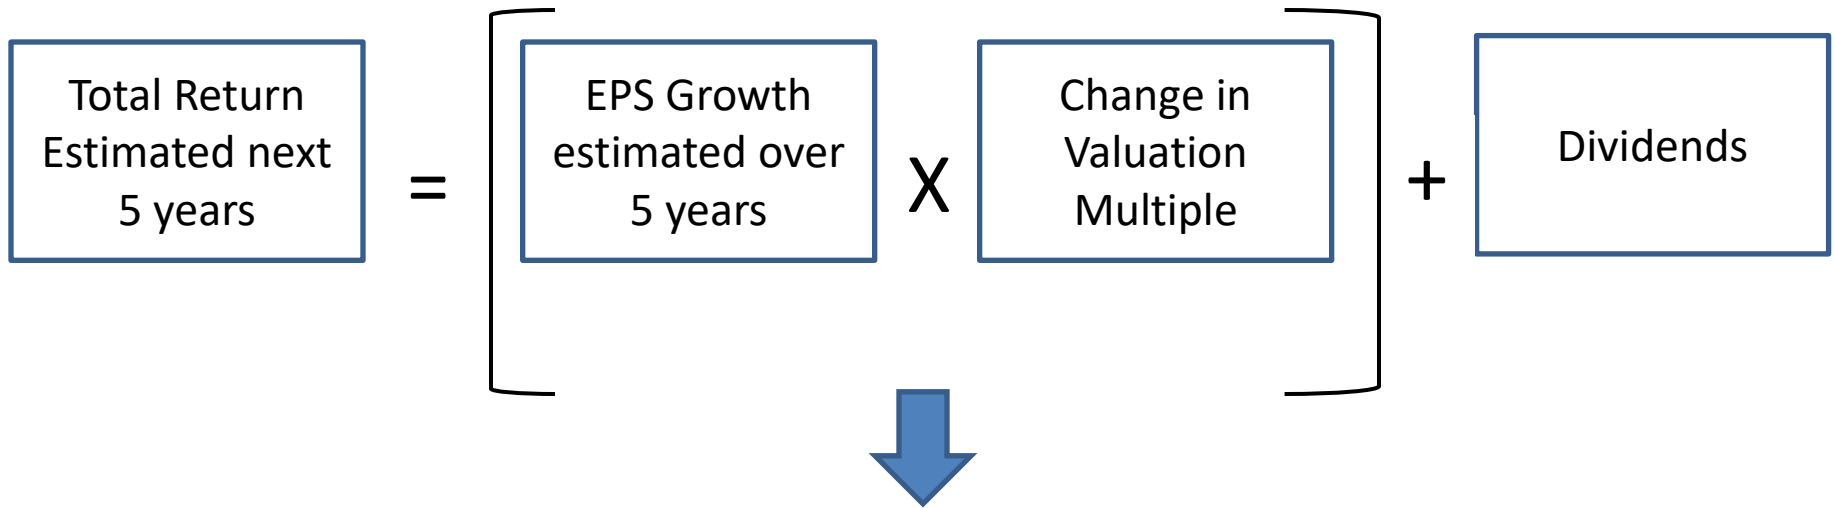 Total Return
Estimated next
5 years
=
EPS Growth
estimated over
5 years
X
Change in
Valuation
Multiple
+
Dividends